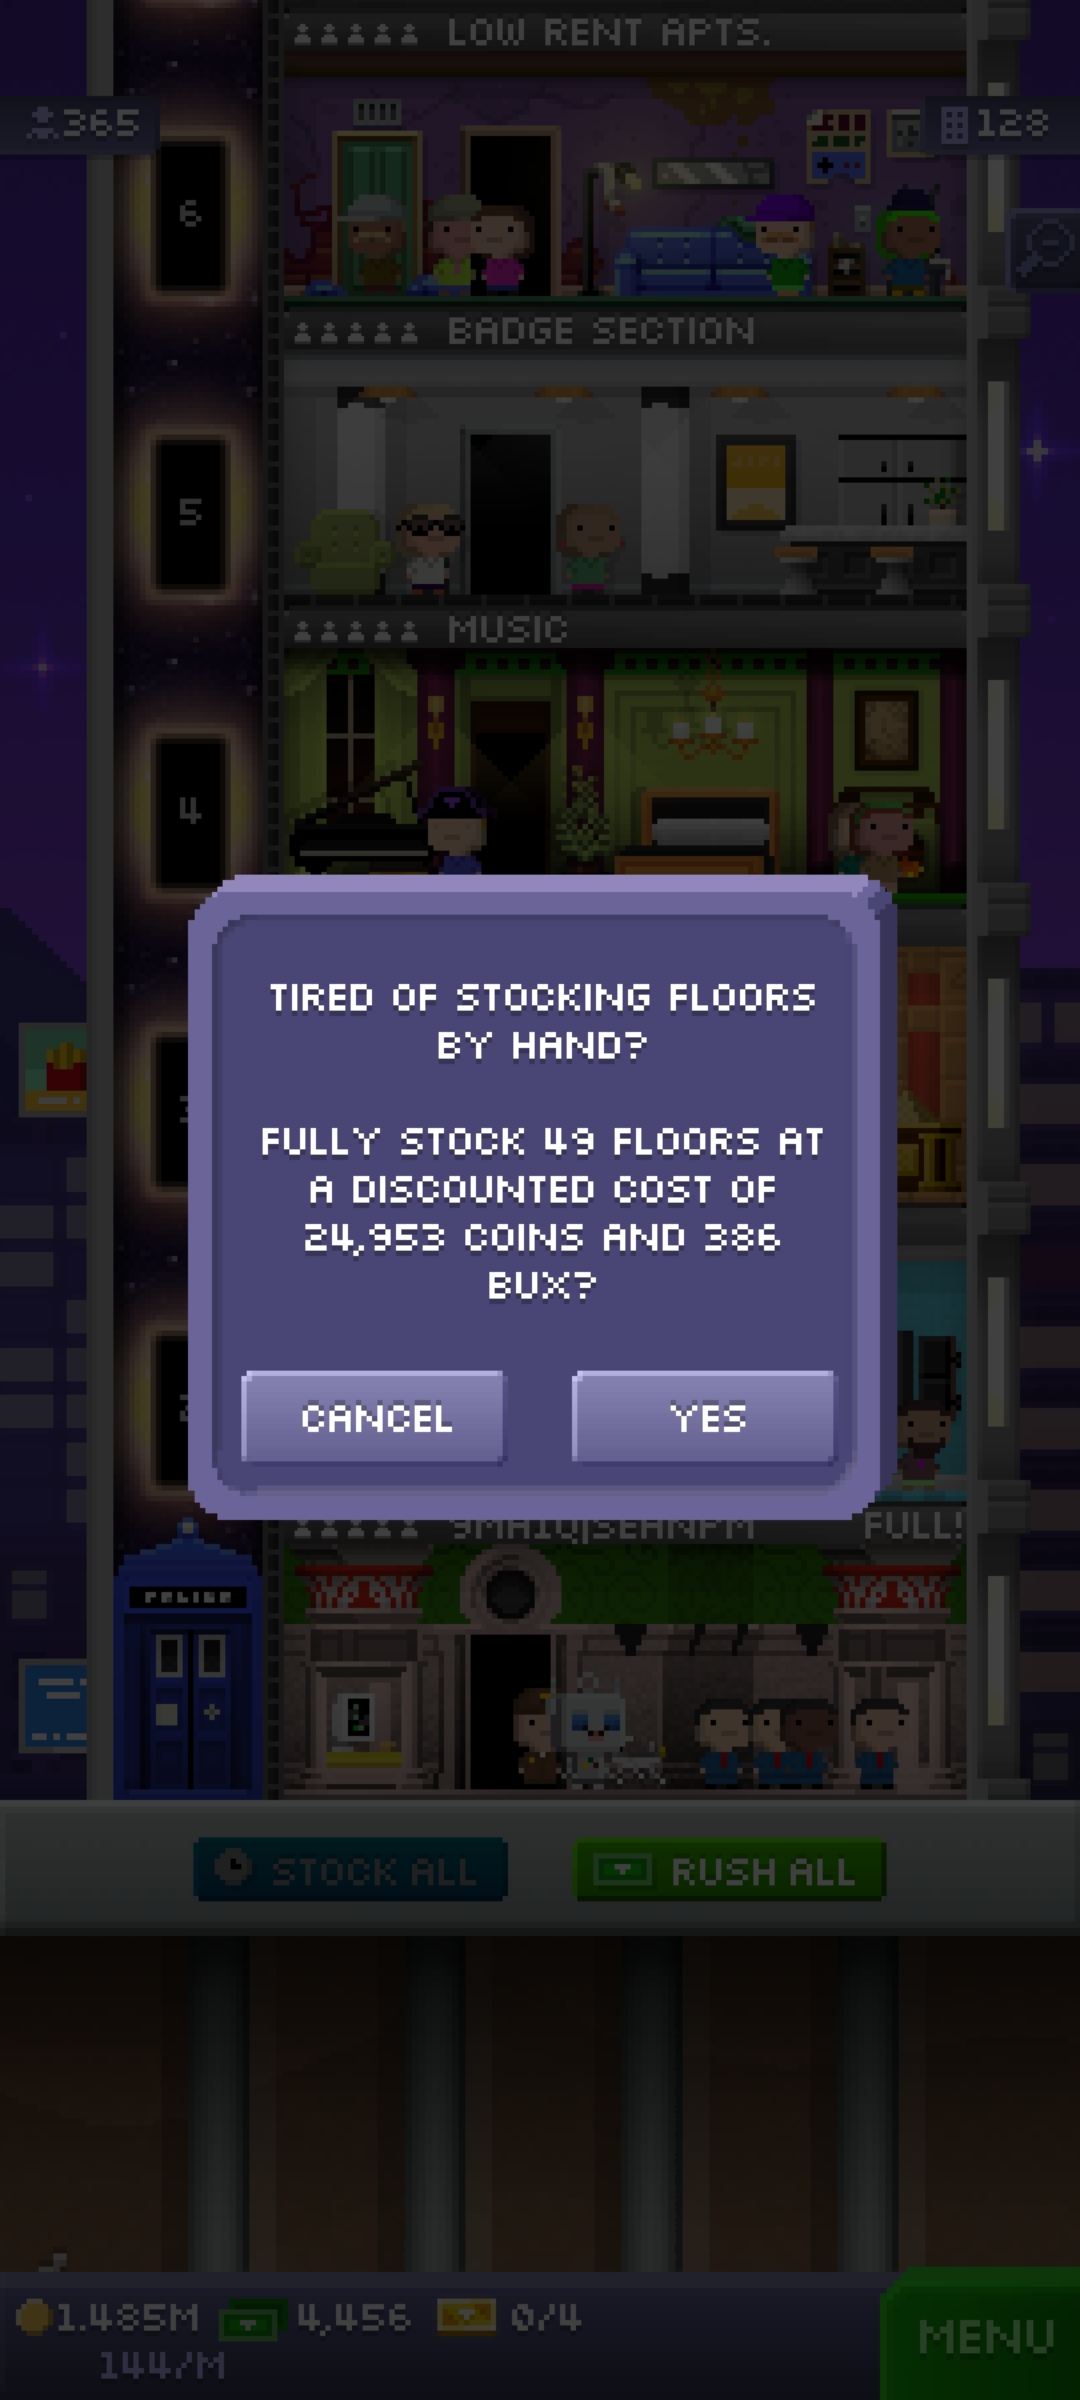 LOW RENT APTS.
365
128
6
BADGE SECTION
5
MUSIC
4
TIRED OF STOCKING FLOORS
BY HAND?
FULLY STOCK 49 FLOORS AT
A DISCOUNTED COST OF
24,953 COINS AND 386
BUX?
CANCEL
YES
FULL!
POLICE
STOCK ALL
RUSH ALL
1.485M
4,456
0/4
144/M
MENU